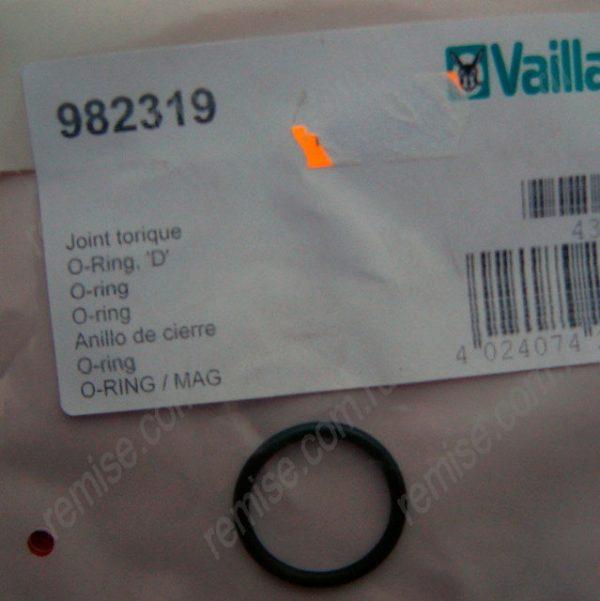 982319
Vailla
Joint torique
O-Ring, 'D'
O-ring
O-ring
Anillo de cierre
O-ring
O-RING / MAG
43
4 024074
remise.com
remise.com
remise.com